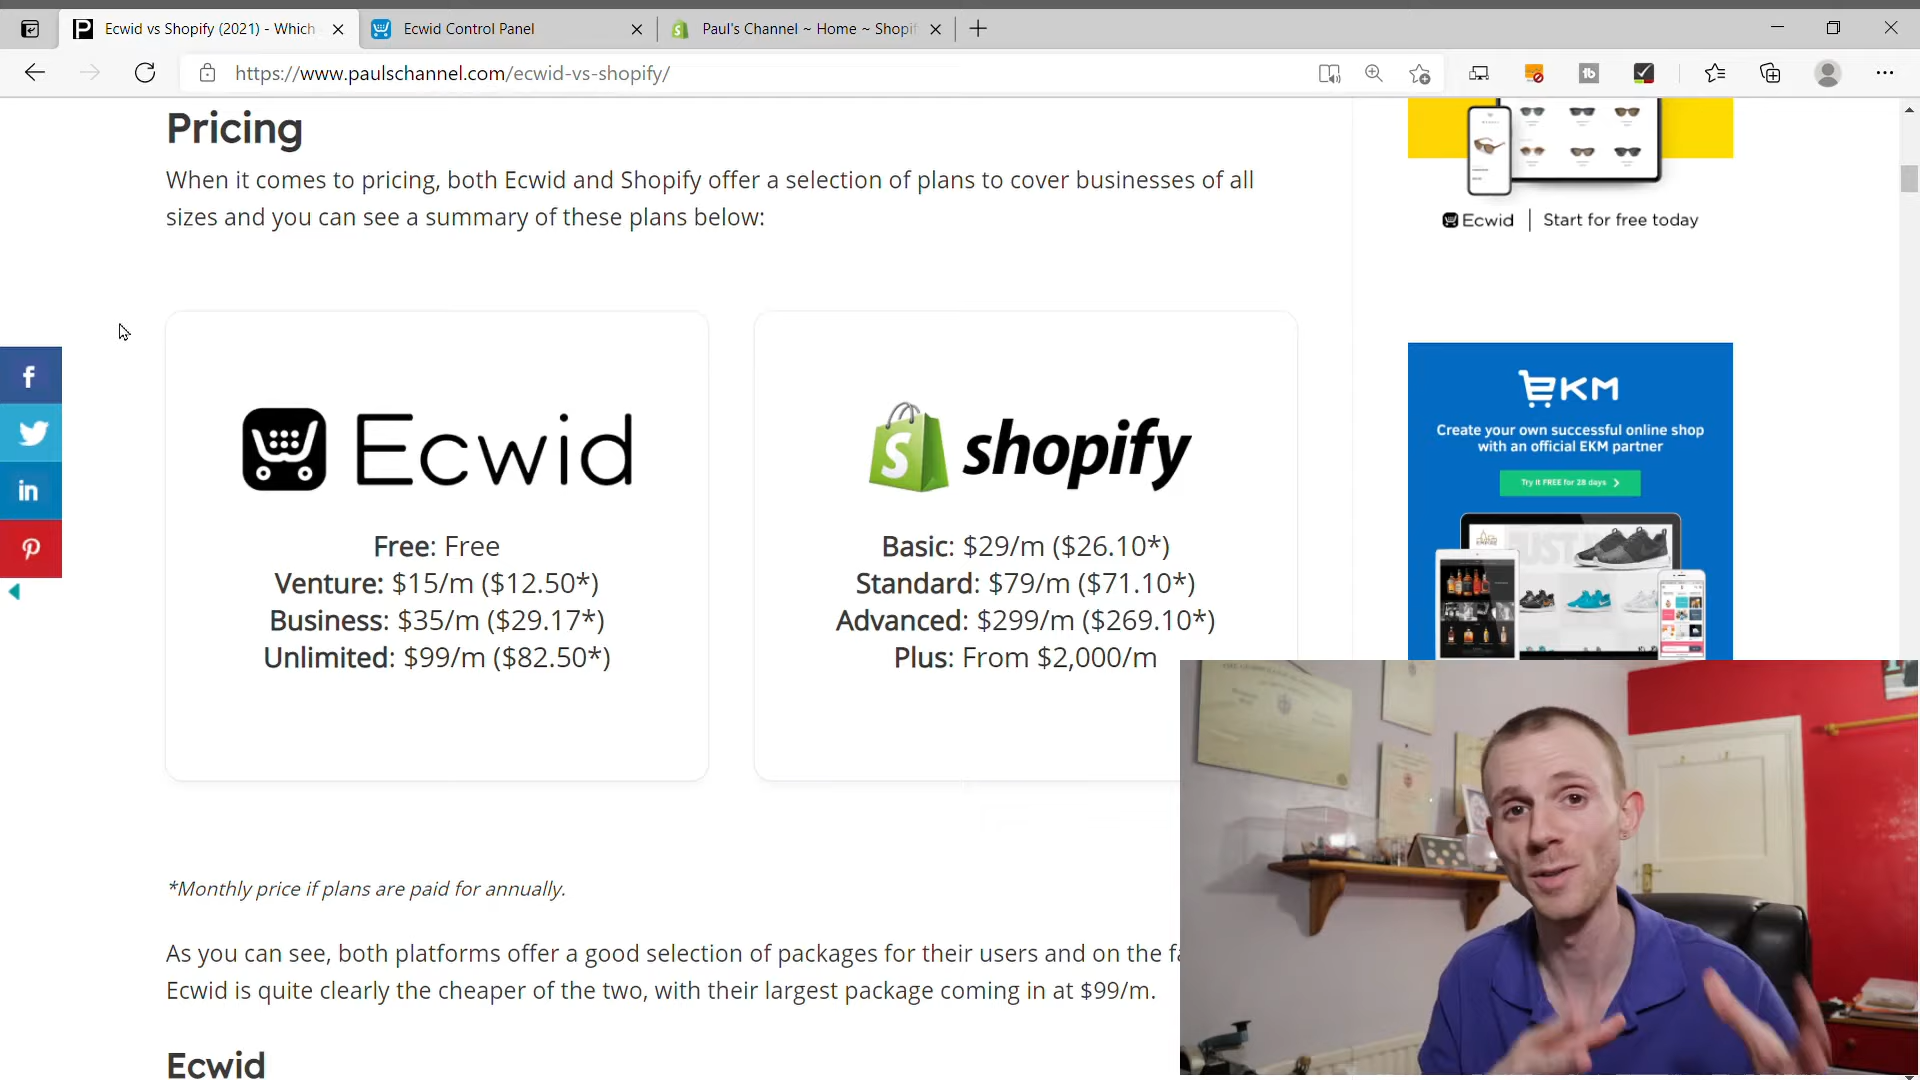 Ecwid vs Shopify (2021) - Which
Ecwid Control Panel
Paul's Channel ~ Home ~ Shopif
https://www.paulschannel.com/ecwid-vs-shopify/
Pricing
When it comes to pricing, both Ecwid and Shopify offer a selection of plans to cover businesses of all
sizes and you can see a summary of these plans below:
Ecwid
Free: Free
Venture: $15/m ($12.50*)
Business: $35/m ($29.17*)
Unlimited: $99/m ($82.50*)
shopify
Basic: $29/m ($26.10*)
Standard: $79/m ($71.10*)
Advanced: $299/m ($269.10*)
Plus: From $2,000/m
*Monthly price if plans are paid for annually.
As you can see, both platforms offer a good selection of packages for their users and on the fa
Ecwid is quite clearly the cheaper of the two, with their largest package coming in at $99/m.
Ecwid
Ecwid | Start for free today
EKM
Create your own successful online shop
with an official EKM partner
Try it FREE for 28 days